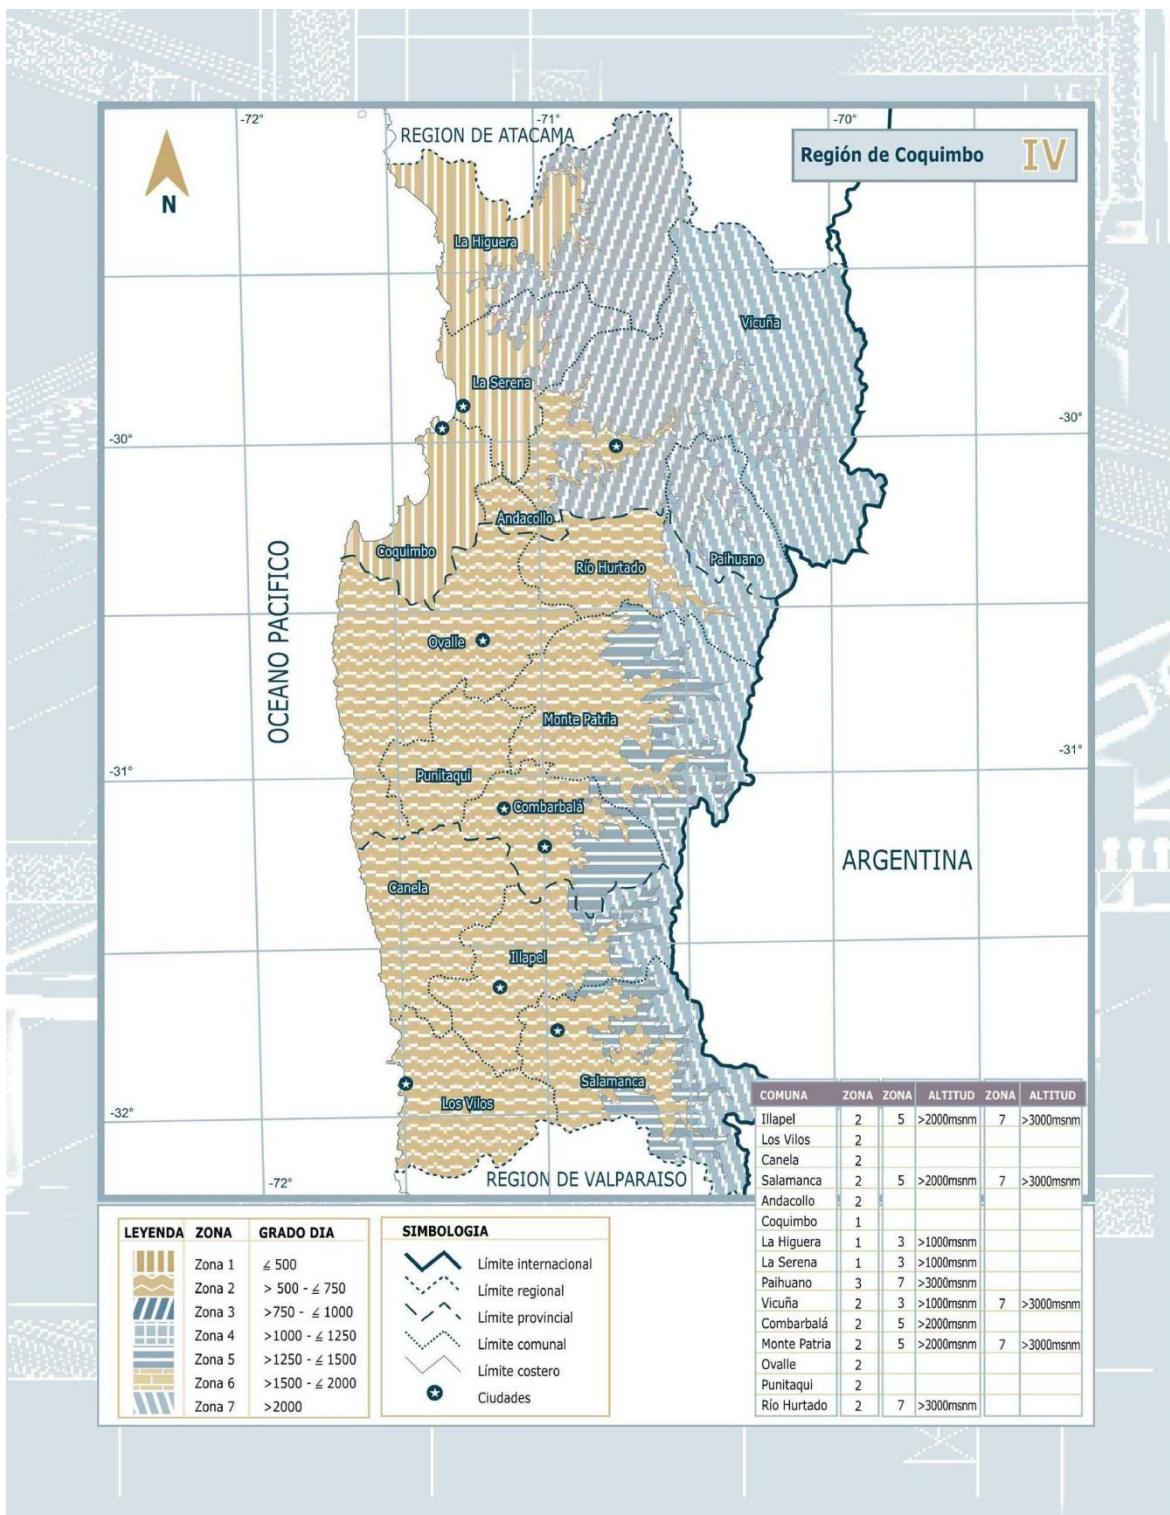 -72°
-71°
-70°
REGION DE ATACAMA
Región de Coquimbo IV
N
La Higuera
Vicuña
La Serena
-30°
-30°
Andacollo
Coquimbo
Paihuano
Río Hurtado
OCEANO PACIFICO
Ovalle
Monte Patria
-31°
-31°
Punitaqui
Combarbalá
ARGENTINA
Canela
Illapel
Salamanca
Los Vilos
-32°
-72°
REGION DE VALPARAISO
COMUNA ZONA ZONA ALTITUD ZONA ALTITUD
Illapel 2 5 >2000msnm 7 >3000msnm
Los Vilos 2
Canela 2
Salamanca 2 5 >2000msnm 7 >3000msnm
Andacollo 2
Coquimbo 1
La Higuera 1 3 >1000msnm
La Serena 1 3 >1000msnm
Paihuano 3 7 >3000msnm
Vicuña 2 3 >1000msnm 7 >3000msnm
Combarbalá 2 5 >2000msnm
Monte Patria 2 5 >2000msnm 7 >3000msnm
Ovalle 2
Punitaqui 2
Río Hurtado 2 7 >3000msnm
LEYENDA ZONA GRADO DIA
Zona 1 ≤ 500
Zona 2 > 500 - ≤ 750
Zona 3 >750 - ≤ 1000
Zona 4 >1000 - ≤ 1250
Zona 5 >1250 - ≤ 1500
Zona 6 >1500 - ≤ 2000
Zona 7 >2000
SIMBOLOGIA
Límite internacional
Límite regional
Límite provincial
Límite comunal
Límite costero
Ciudades